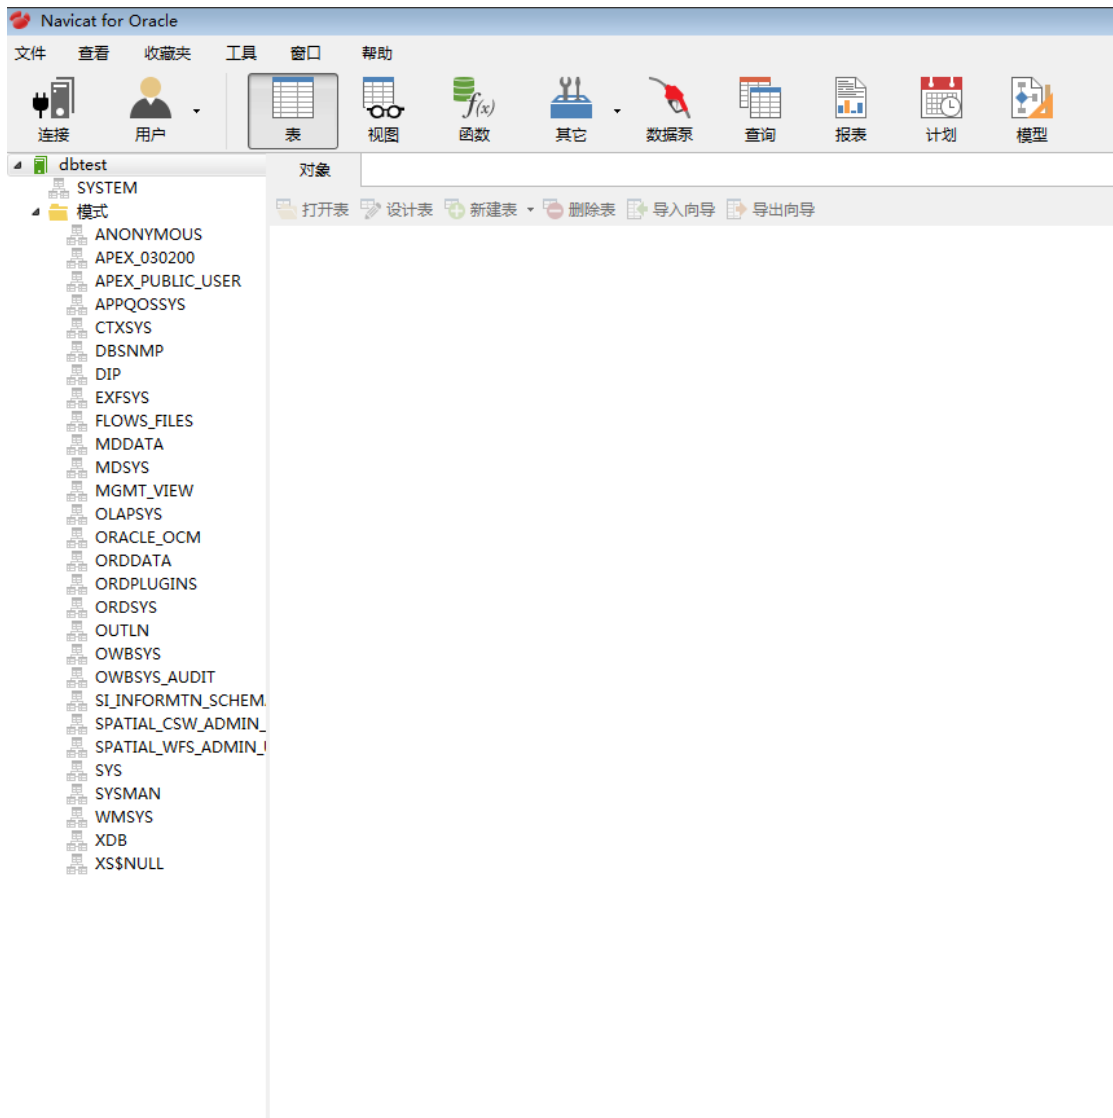 Navicat for Oracle
文件 查看 收藏夹 工具 窗口 帮助
连接 用户 表 视图 f(x) 函数 其它 数据泵 查询 报表 计划 模型
dbtest
对象
SYSTEM
模式
打开表 设计表 新建表 删除表 导入向导 导出向导
ANONYMOUS
APEX_030200
APEX_PUBLIC_USER
APPQOSSYS
CTXSYS
DBSNMP
DIP
EXFSYS
FLOWS_FILES
MDDATA
MDSYS
MGMT_VIEW
OLAPSYS
ORACLE_OCM
ORDDATA
ORDPLUGINS
ORDSYS
OUTLN
OWBSYS
OWBSYS_AUDIT
SI_INFORMTN_SCHEM
SPATIAL_CSW_ADMIN_
SPATIAL_WFS_ADMIN_
SYS
SYSMAN
WMSYS
XDB
XS$NULL